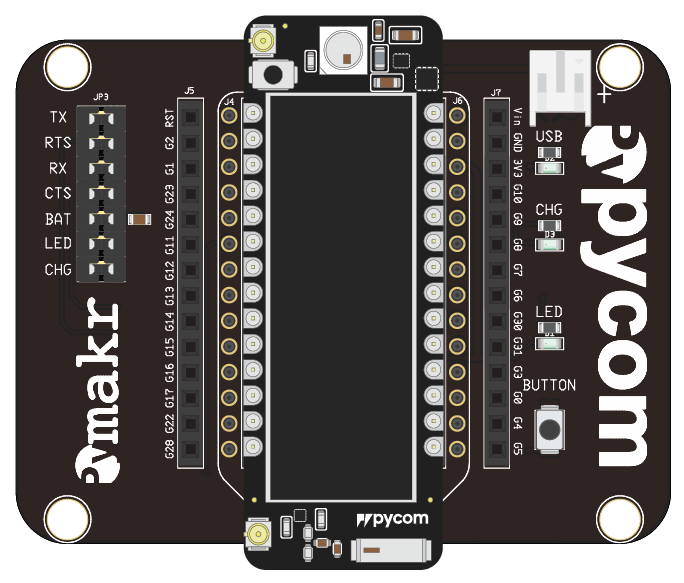 JP3
TX
RTS
RX
CTS
BAT
LED
CHG
J5
RST
G2
G1
G23
G24
G11
G12
G13
G14
G15
G16
G17
G22
G28
J4
J6
J7
Vin
GND
3V3
G10
G9
G8
G7
G6
G30
G31
G3
G0
G4
G5
+
USB
D2
CHG
D3
LED
D1
BUTTON
Pymakr
pycom
pycom